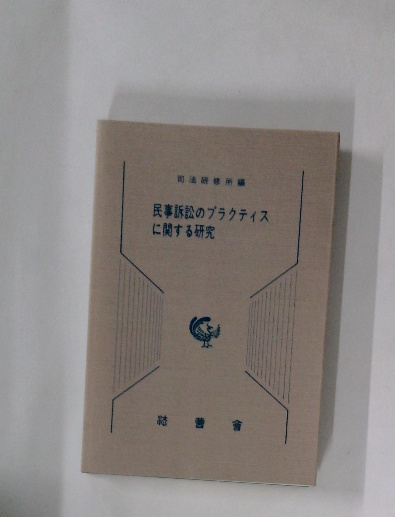 司法研修所編
民事訴訟のプラクティス
に関する研究
法曹會